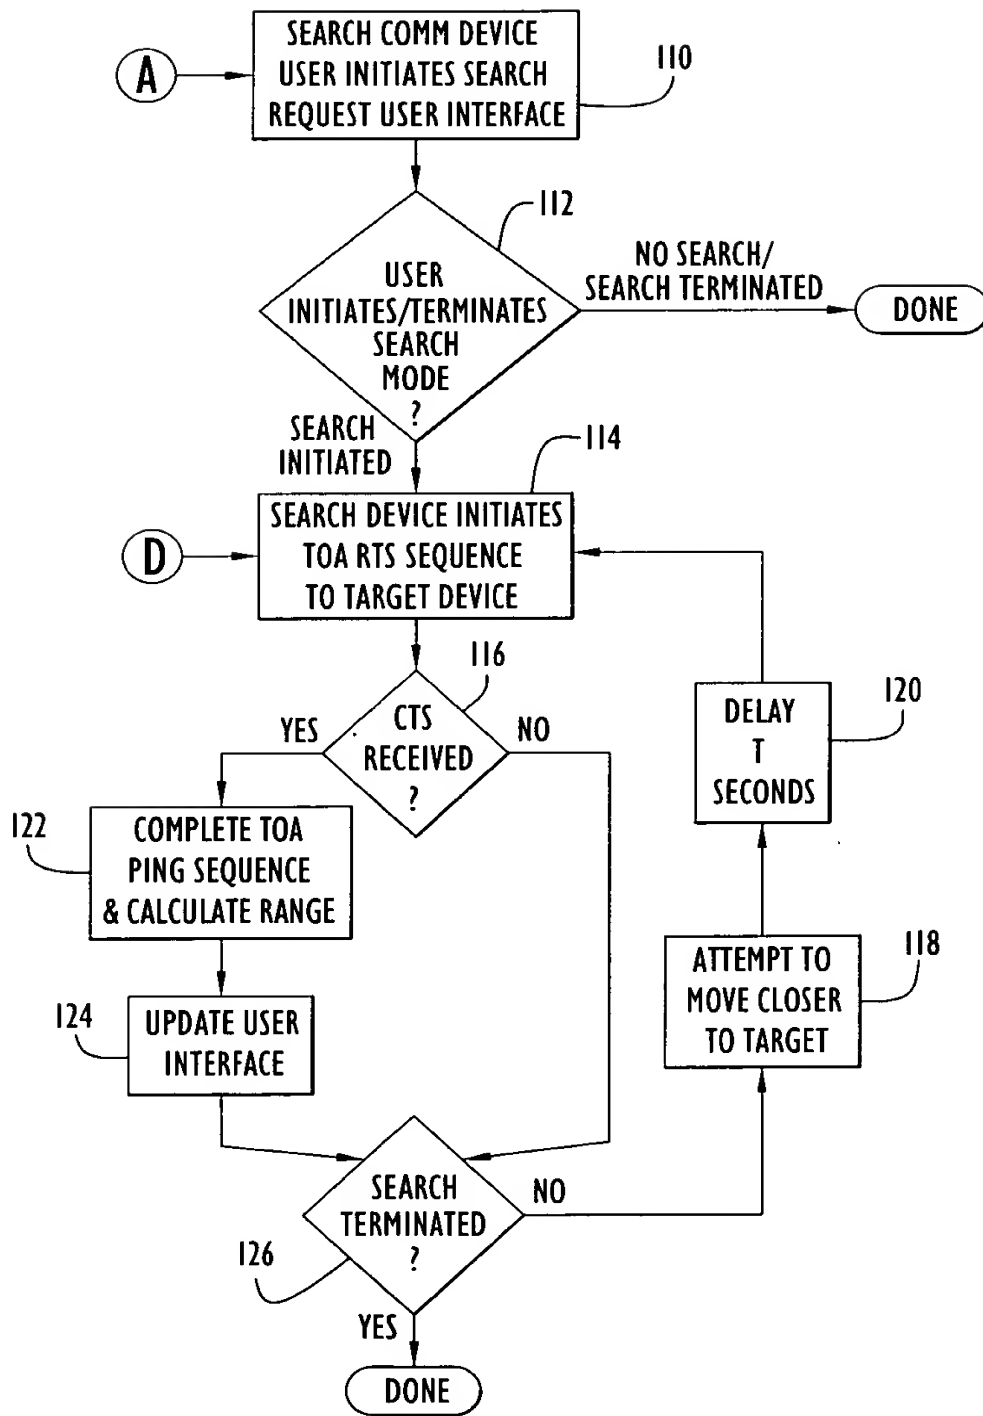 SEARCH COMM DEVICE
USER INITIATES SEARCH
REQUEST USER INTERFACE
110
A
112
USER
INITIATES/TERMINATES
SEARCH
MODE
?
NO SEARCH/
SEARCH TERMINATED
DONE
SEARCH
INITIATED
114
SEARCH DEVICE INITIATES
TOA RTS SEQUENCE
TO TARGET DEVICE
D
116
CTS
RECEIVED
?
YES
NO
120
DELAY
T
SECONDS
122
COMPLETE TOA
PING SEQUENCE
& CALCULATE RANGE
118
ATTEMPT TO
MOVE CLOSER
TO TARGET
124
UPDATE USER
INTERFACE
SEARCH
TERMINATED
?
NO
126
YES
DONE